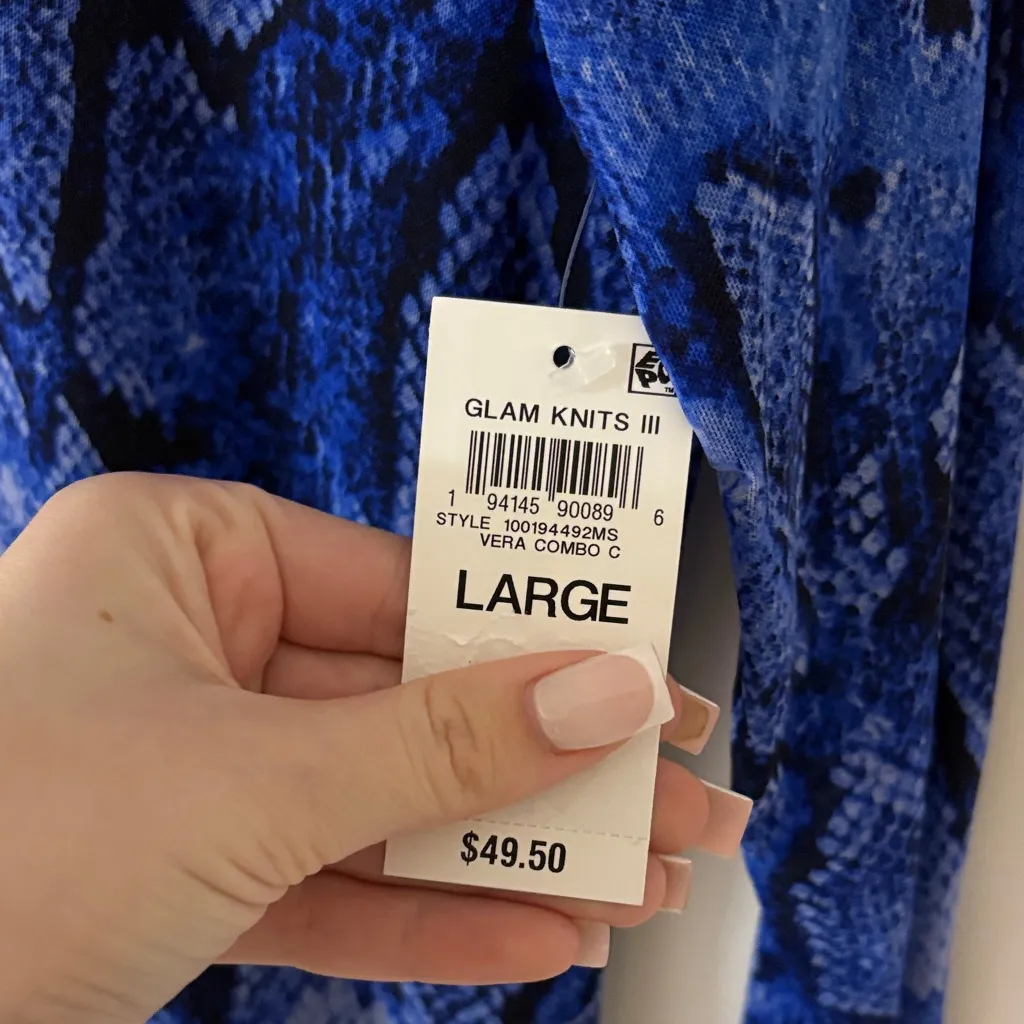 GLAM KNITS III
1 94145 90089 6
STYLE 100194492MS
VERA COMBO C
LARGE
$49.50